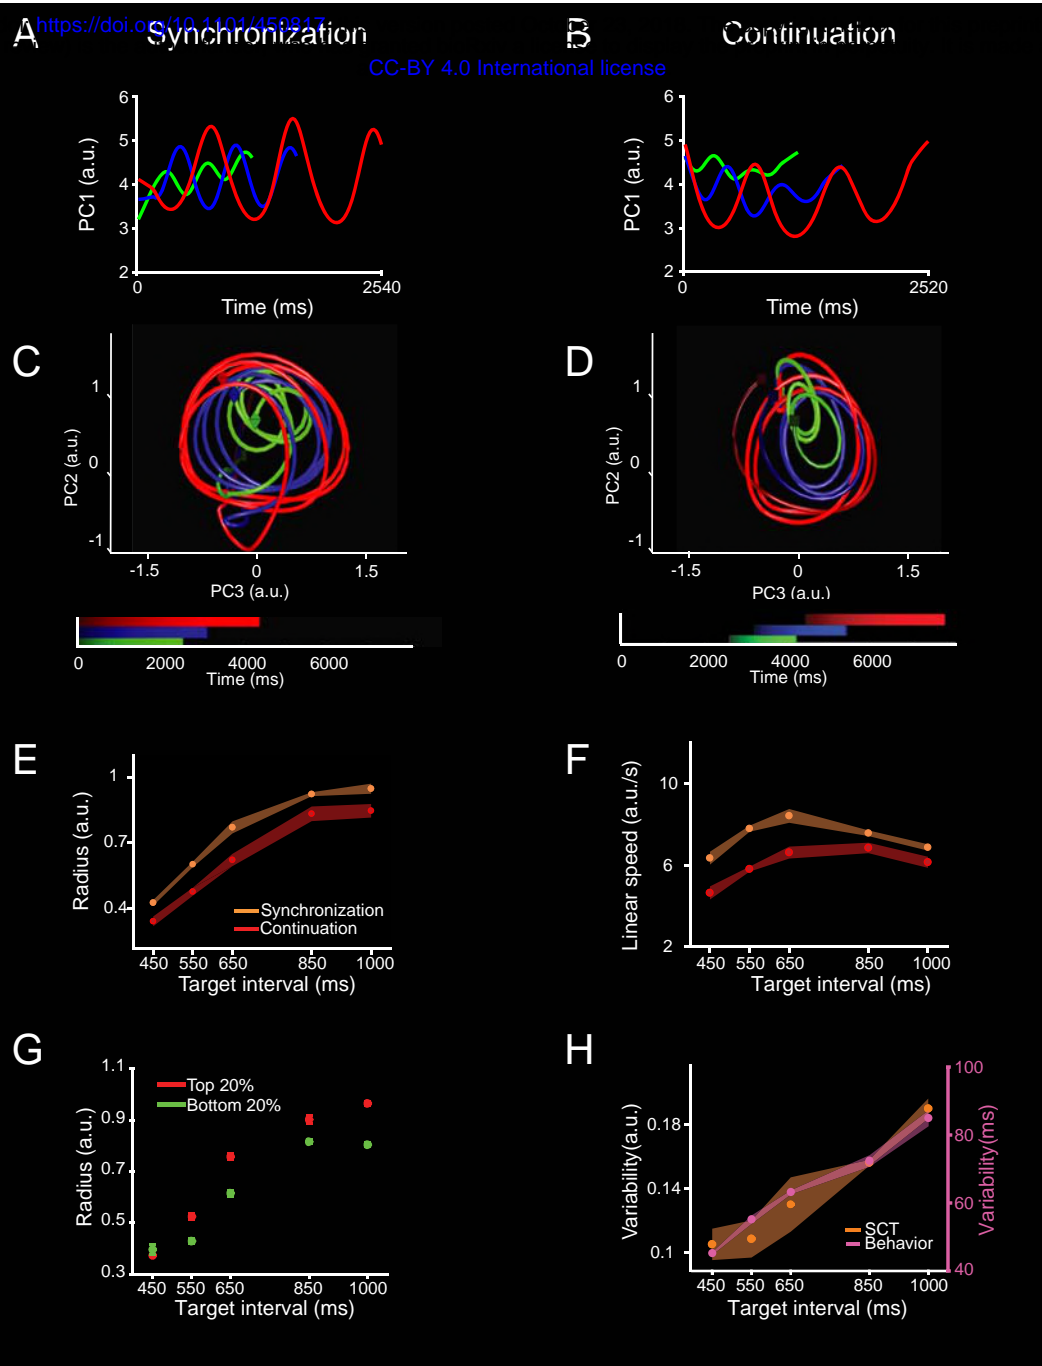 https://doi.org/10.1101/459817
A Synchronization B Continuation
CC-BY 4.0 International license
6 6
5 5
4 4
3 3
2 2
PC1 (a.u.) PC1 (a.u.)
0 2540 0 2520
Time (ms) Time (ms)
C D
1 1
0 0
-1 -1
PC2 (a.u.) PC2 (a.u.)
-1.5 0 1.5 -1.5 0 1.5
PC3 (a.u.) PC3 (a.u.)
0 2000 4000 6000 0 2000 4000 6000
Time (ms) Time (ms)
E F
1 10
0.7 6
0.4 2
Radius (a.u.) Linear speed (a.u./s)
Synchronization
Continuation
450 550 650 850 1000 450 550 650 850 1000
Target interval (ms) Target interval (ms)
G H
1.1
0.9
0.7
0.5
0.3
Radius (a.u.)
Top 20%
Bottom 20%
450 550 650 850 1000
Target interval (ms)
0.18
0.14
0.1
Variability(a.u.)
100
80
60
40
Variability(ms)
SCT
Behavior
450 550 650 850 1000
Target interval (ms)